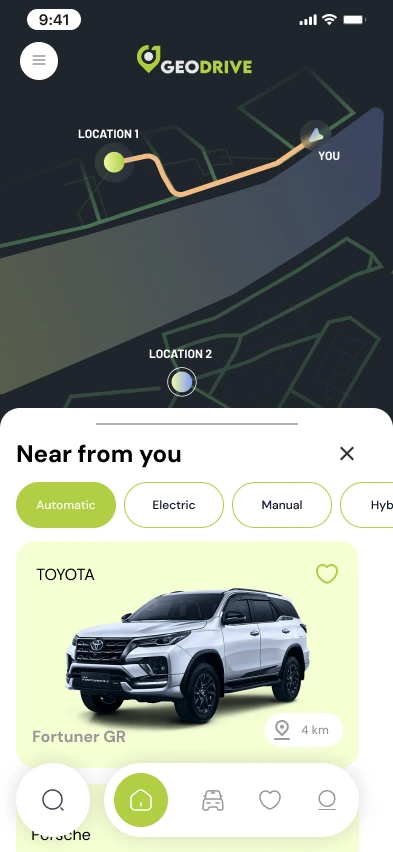 9:41
GEODRIVE
LOCATION 1
YOU
LOCATION 2
Near from you
Automatic
Electric
Manual
Hyb
TOYOTA
FORTUNER
Fortuner GR
4 km
Porsche